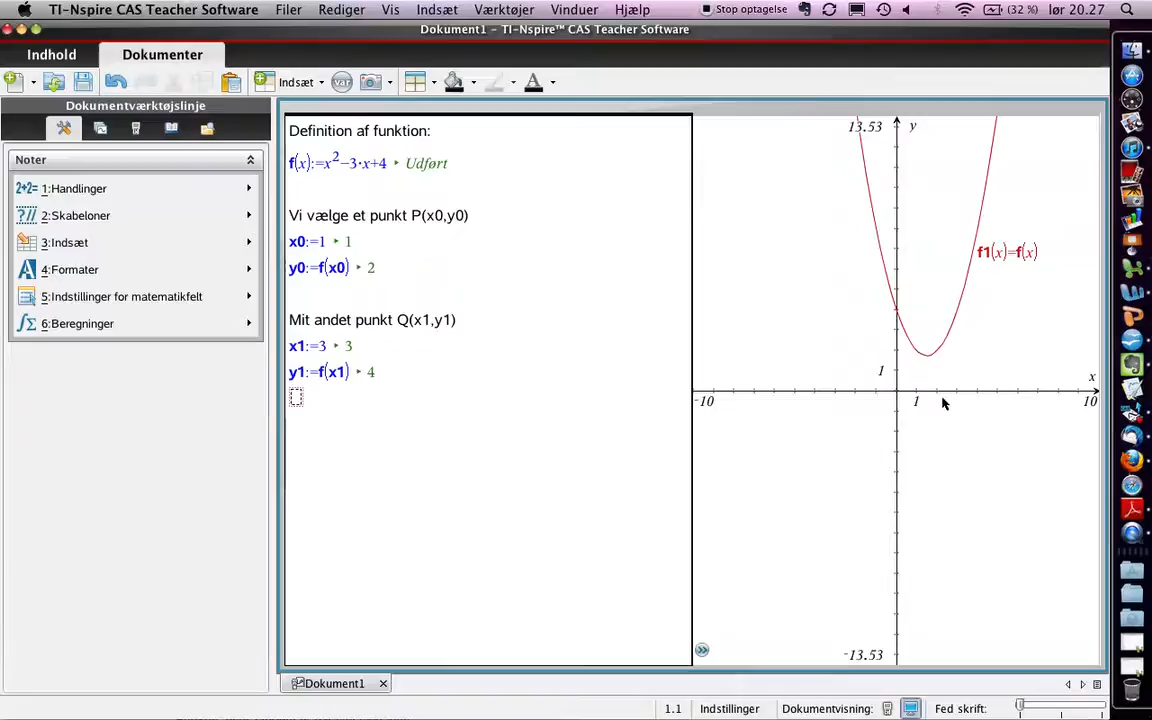 TI-Nspire CAS Teacher Software Filer Rediger Vis Indsæt Værktøjer Vinduer Hjælp Stop optagelse (32 %) lør 20.27
Dokument1 – TI-Nspire™ CAS Teacher Software
Indhold Dokumenter
Indsæt var A
Dokumentværktøjslinje
Noter
1:Handlinger
2:Skabeloner
3:Indsæt
4:Formater
5:Indstillinger for matematikfelt
6:Beregninger
Definition af funktion:
f(x):=x²−3·x+4 ▸ Udført
Vi vælge et punkt P(x0,y0)
x0:=1 ▸ 1
y0:=f(x0) ▸ 2
Mit andet punkt Q(x1,y1)
x1:=3 ▸ 3
y1:=f(x1) ▸ 4
13.53 y
f1(x)=f(x)
1 x
-10 1 10
-13.53
Dokument1
1.1 Indstillinger Dokumentvisning: Fed skrift: